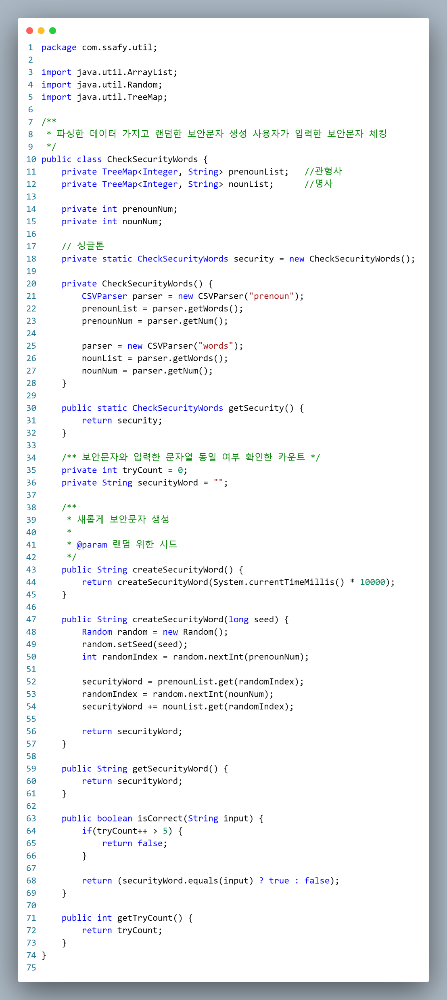 1 package com.ssafy.util;
2
3 import java.util.ArrayList;
4 import java.util.Random;
5 import java.util.TreeMap;
6
7 /**
8  * 파싱한 데이터 가지고 랜덤한 보안문자 생성 사용자가 입력한 보안문자 체킹
9  */
10 public class CheckSecurityWords {
11     private TreeMap<Integer, String> prenounList;   //관형사
12     private TreeMap<Integer, String> nounList;      //명사
13
14     private int prenounNum;
15     private int nounNum;
16
17     // 싱글톤
18     private static CheckSecurityWords security = new CheckSecurityWords();
19
20     private CheckSecurityWords() {
21         CSVParser parser = new CSVParser("prenoun");
22         prenounList = parser.getWords();
23         prenounNum = parser.getNum();
24
25         parser = new CSVParser("words");
26         nounList = parser.getWords();
27         nounNum = parser.getNum();
28     }
29
30     public static CheckSecurityWords getSecurity() {
31         return security;
32     }
33
34     /** 보안문자와 입력한 문자열 동일 여부 확인한 카운트 */
35     private int tryCount = 0;
36     private String securityWord = "";
37
38     /**
39      * 새롭게 보안문자 생성
40      *
41      * @param 랜덤 위한 시드
42      */
43     public String createSecurityWord() {
44         return createSecurityWord(System.currentTimeMillis() * 10000);
45     }
46
47     public String createSecurityWord(long seed) {
48         Random random = new Random();
49         random.setSeed(seed);
50         int randomIndex = random.nextInt(prenounNum);
51
52         securityWord = prenounList.get(randomIndex);
53         randomIndex = random.nextInt(nounNum);
54         securityWord += nounList.get(randomIndex);
55
56         return securityWord;
57     }
58
59     public String getSecurityWord() {
60         return securityWord;
61     }
62
63     public boolean isCorrect(String input) {
64         if(tryCount++ > 5) {
65             return false;
66         }
67
68         return (securityWord.equals(input) ? true : false);
69     }
70
71     public int getTryCount() {
72         return tryCount;
73     }
74 }
75